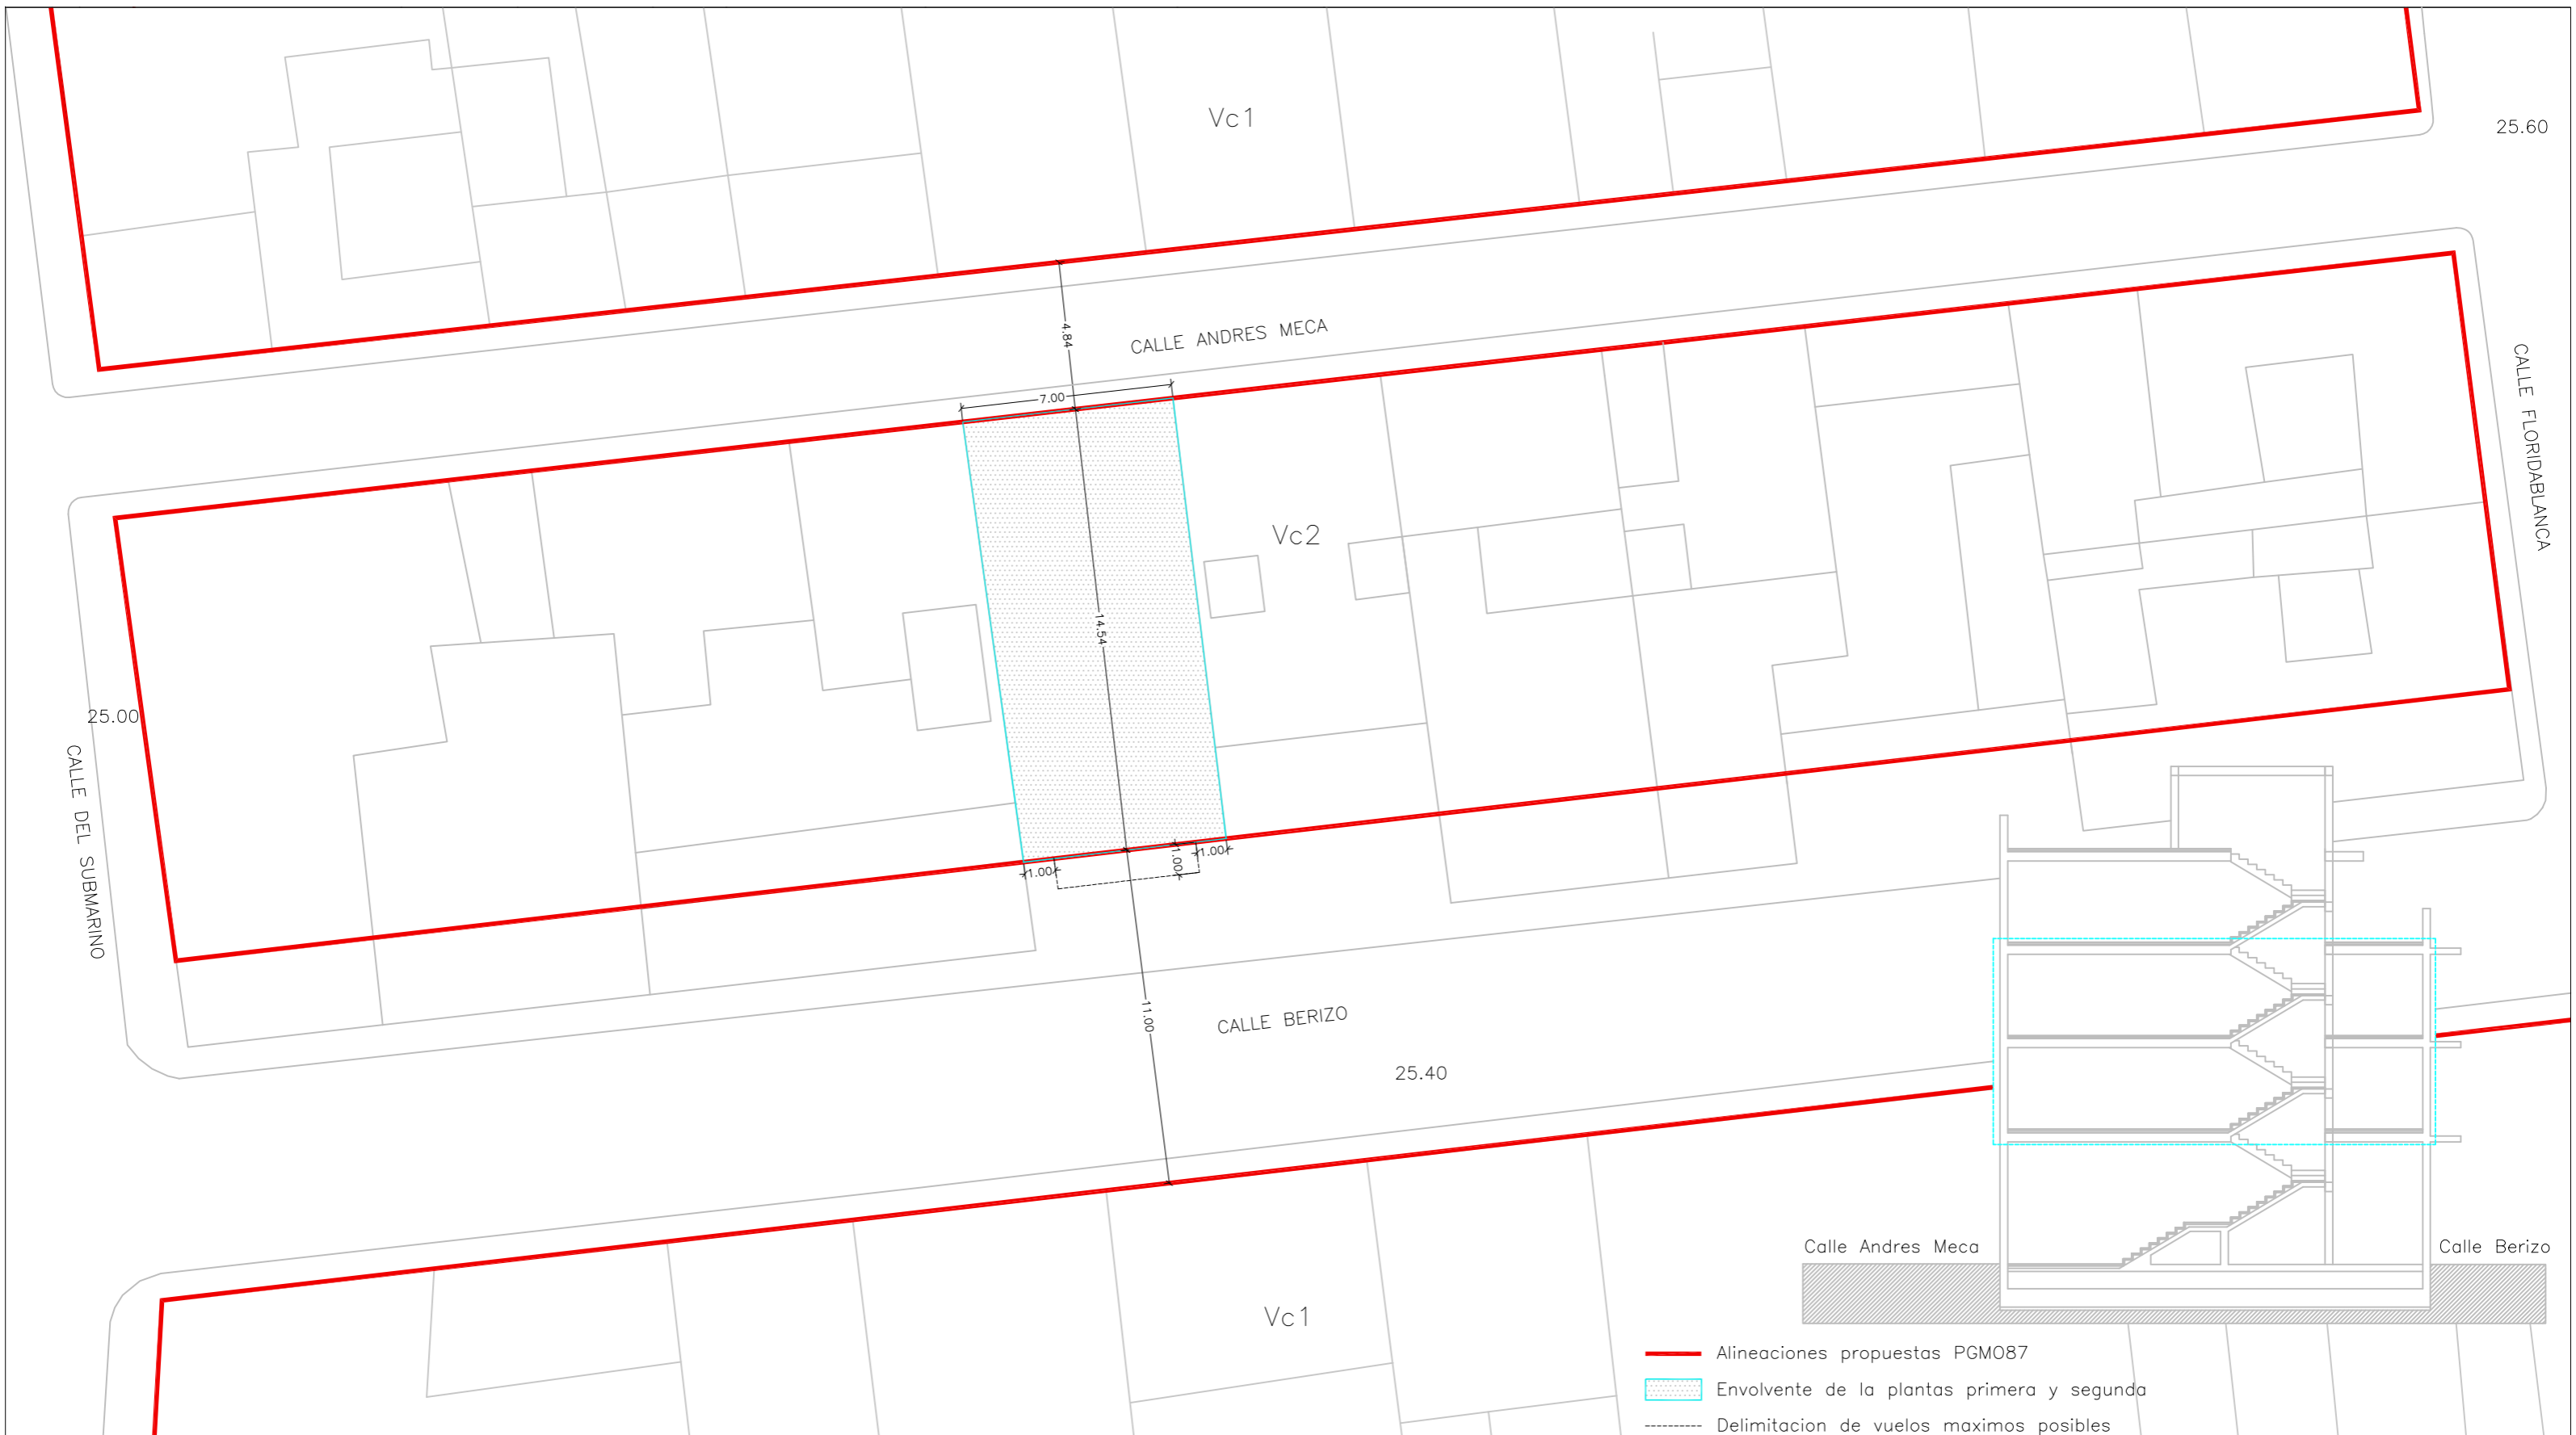 Vc1
25.60
4.84
CALLE ANDRES MECA
CALLE FLORIDABLANCA
7.00
Vc2
14.54
25.00
CALLE DEL SUBMARINO
1.00
1.00
1.00
11.00
CALLE BERIZO
25.40
Calle Andres Meca
Calle Berizo
Vc1
Alineaciones propuestas PGMO87
Envolvente de la plantas primera y segunda
Delimitacion de vuelos maximos posibles